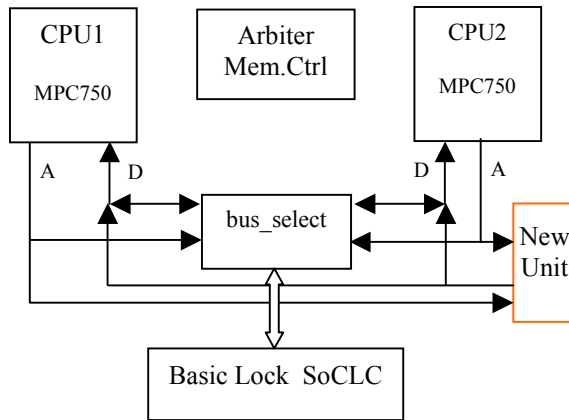 CPU1
MPC750
Arbiter
Mem.Ctrl
CPU2
MPC750
A
D
D
A
bus_select
New
Unit
Basic Lock SoCLC